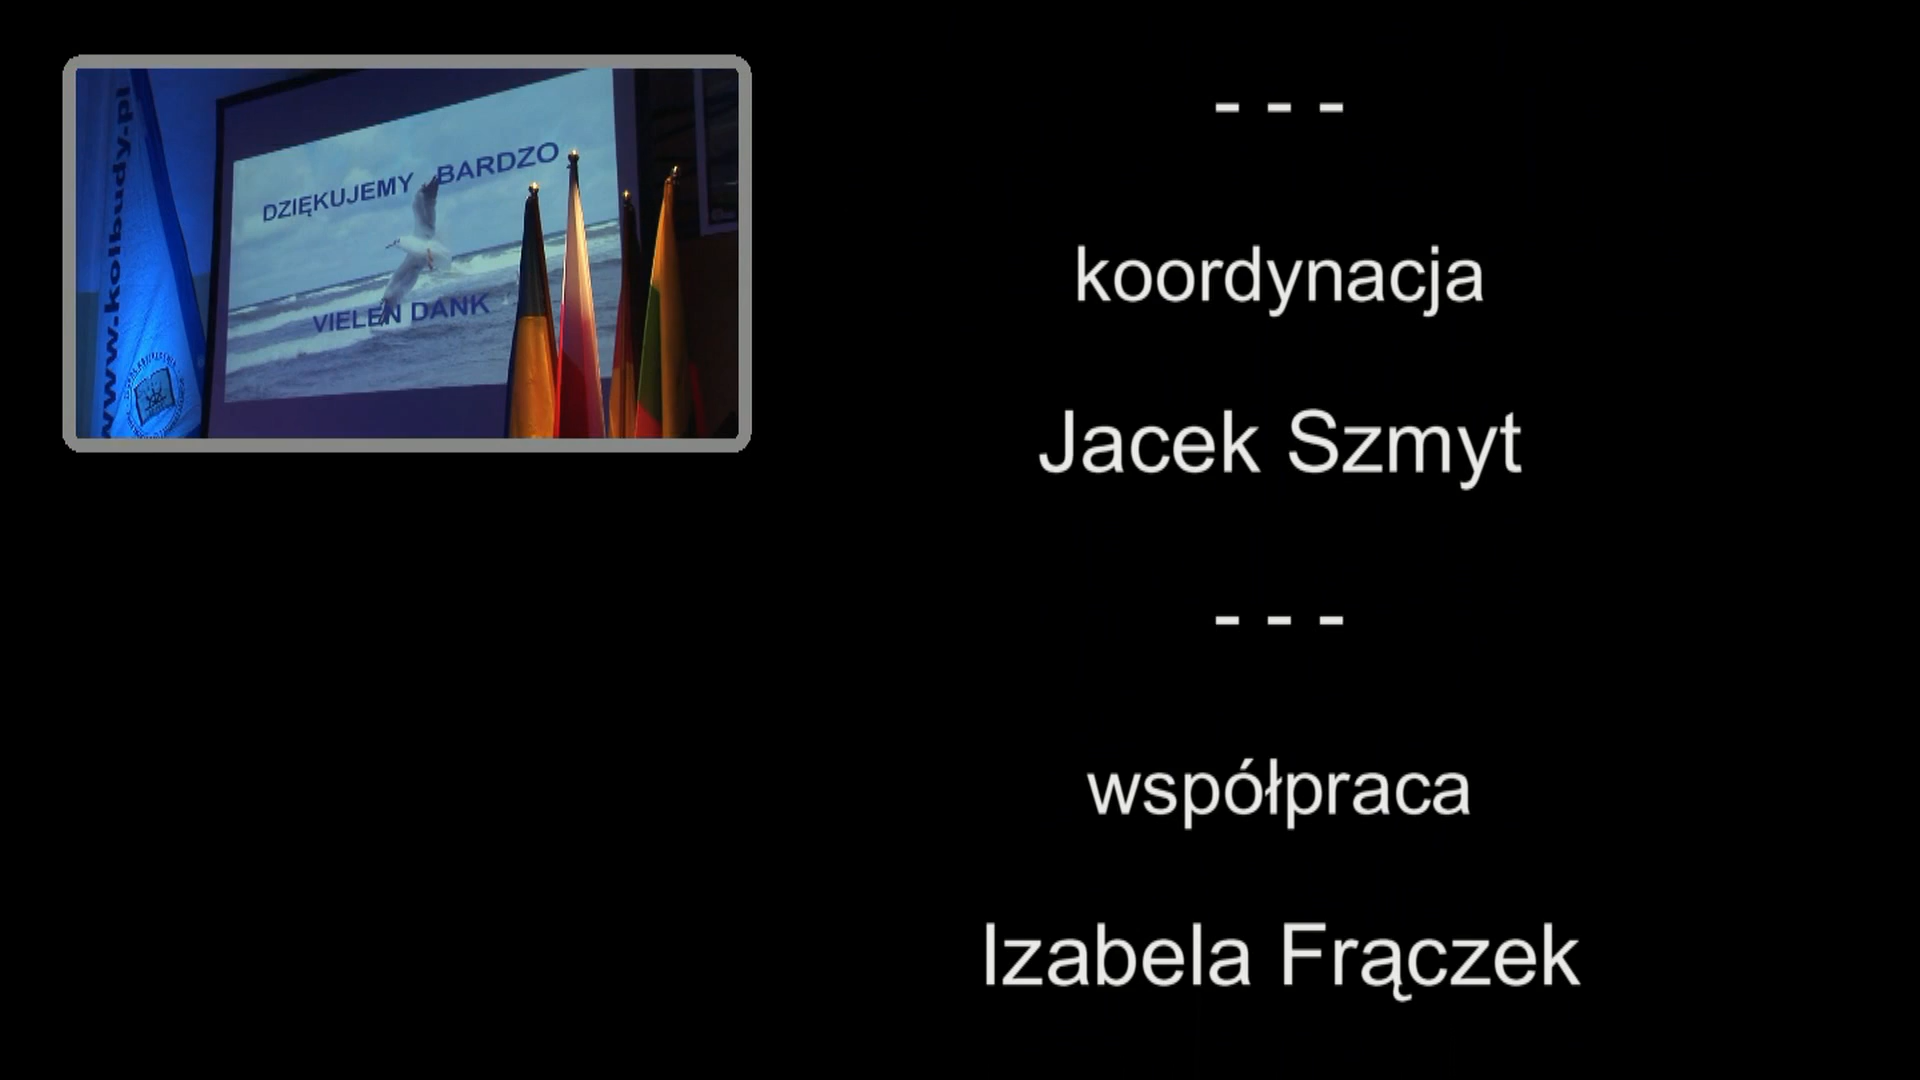 www.kolbudy.pl
DZIĘKUJEMY BARDZO
VIELEN DANK
- - -
koordynacja
Jacek Szmyt
- - -
współpraca
Izabela Frączek